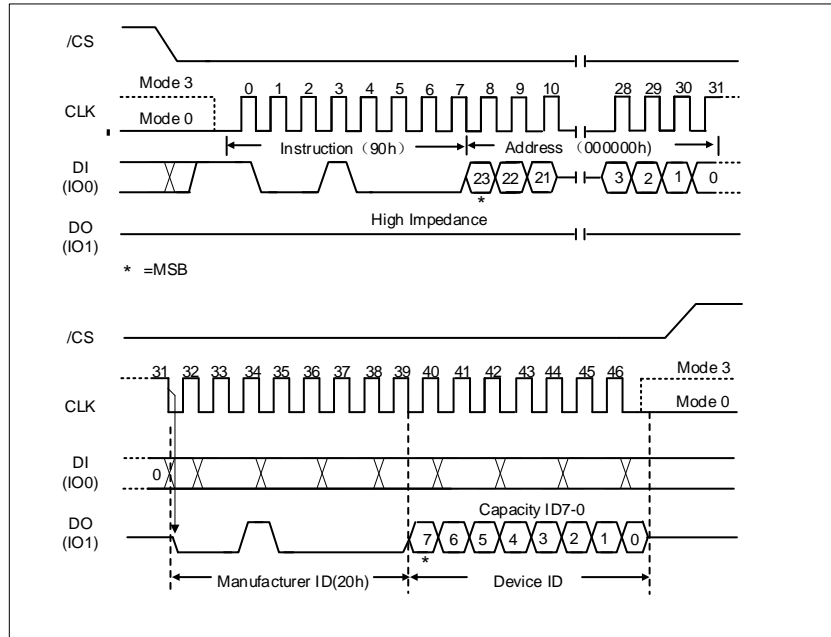 /CS
Mode 3
0 1 2 3 4 5 6 7 8 9 10 28 29 30 31
CLK
Mode 0
Instruction（90h） Address （000000h）
DI
(IO0)
23 22 21 3 2 1 0
*
High Impedance
DO
(IO1)
* =MSB
/CS
31 32 33 34 35 36 37 38 39 40 41 42 43 44 45 46
Mode 3
CLK
Mode 0
DI
(IO0)
0
Capacity ID7-0
DO
(IO1)
7 6 5 4 3 2 1 0
*
Manufacturer ID(20h) Device ID